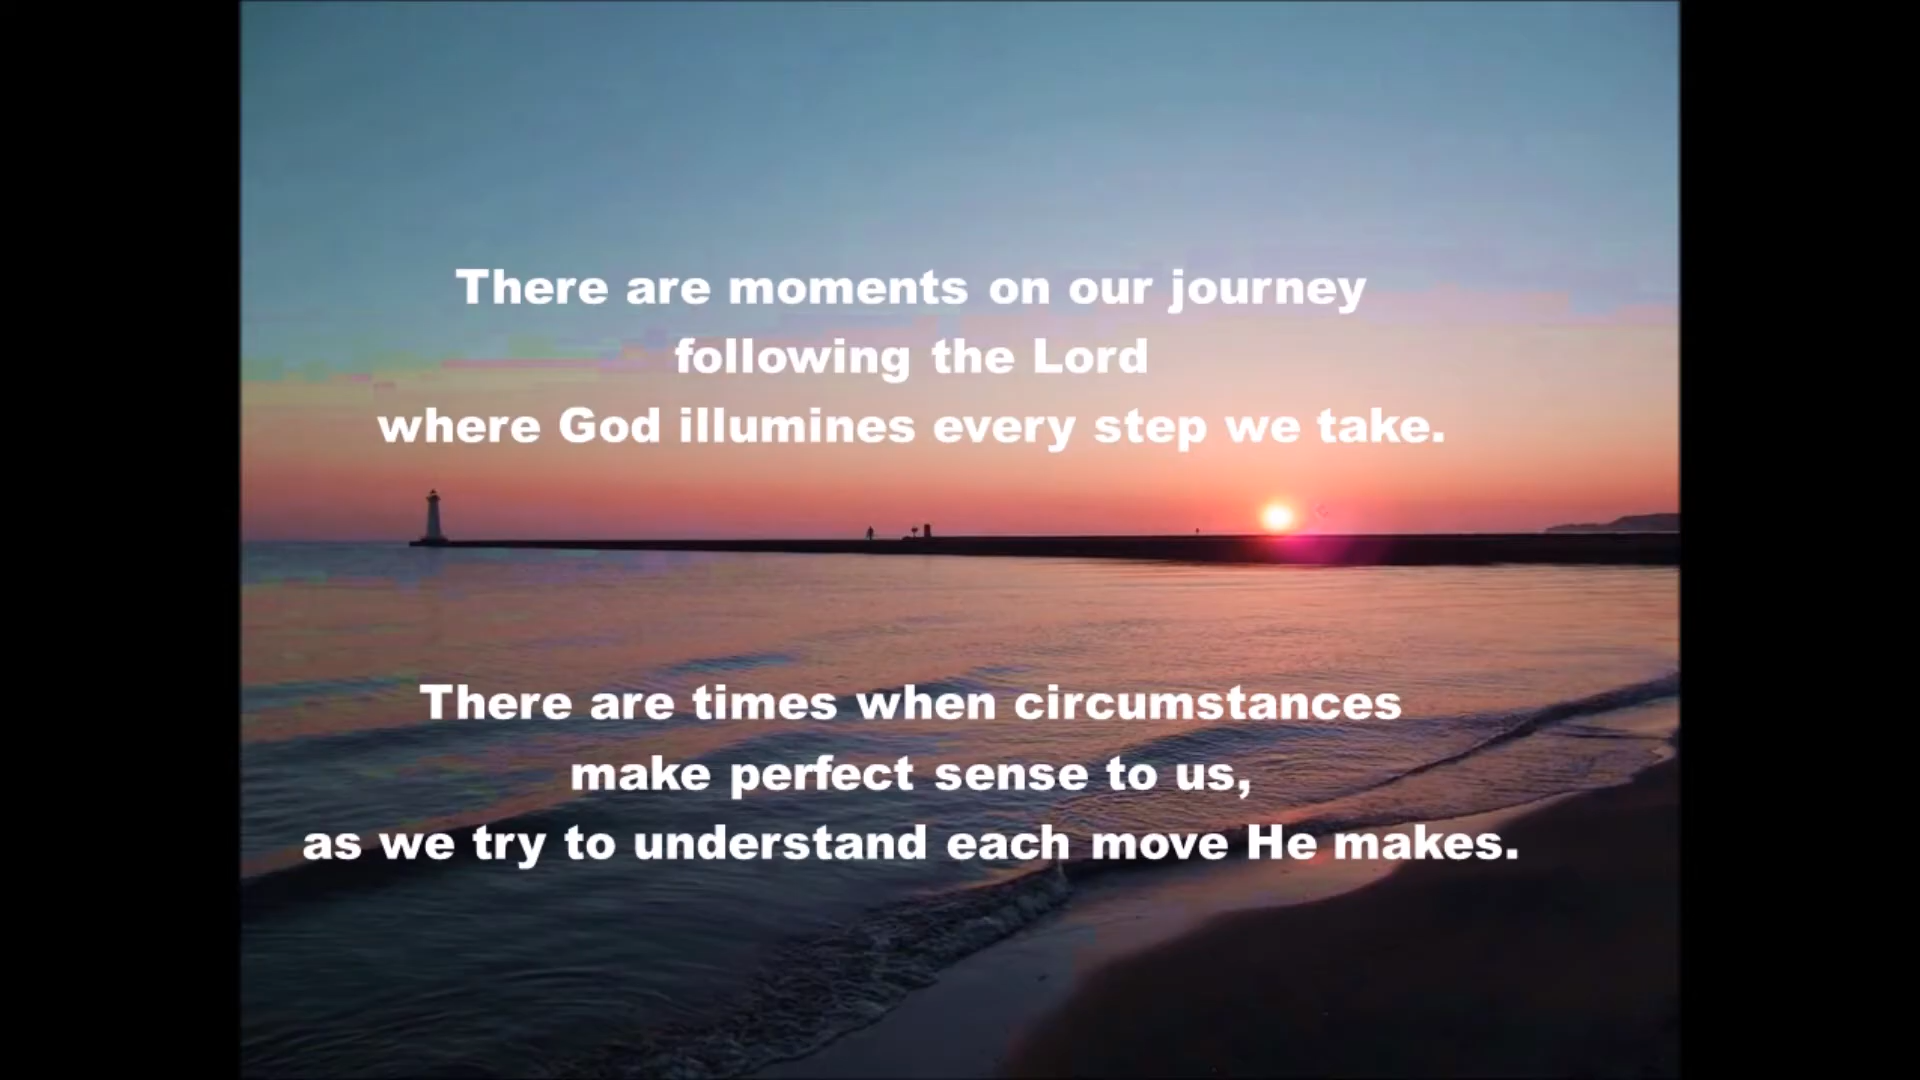 There are moments on our journey
following the Lord
where God illumines every step we take.
There are times when circumstances
make perfect sense to us,
as we try to understand each move He makes.